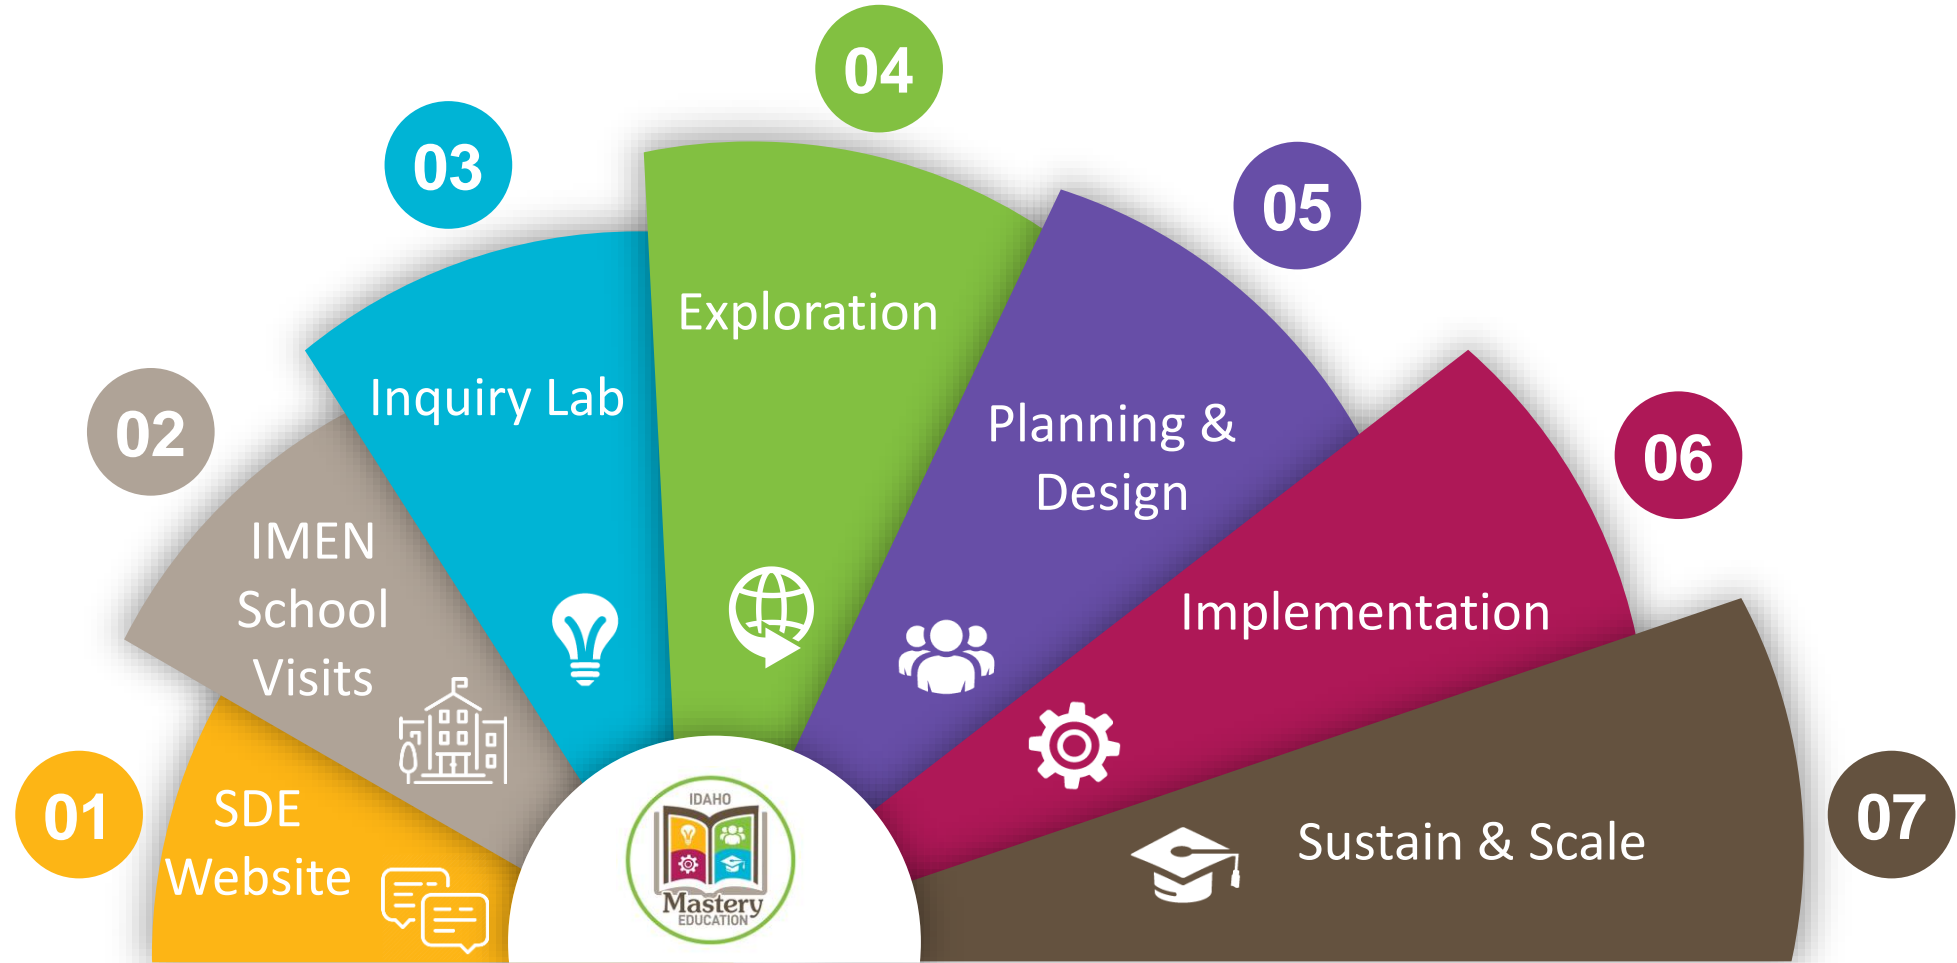 01
SDE
Website
02
IMEN
School
Visits
03
Inquiry Lab
04
Exploration
05
Planning &
Design
06
Implementation
07
Sustain & Scale
IDAHO
Mastery
EDUCATION